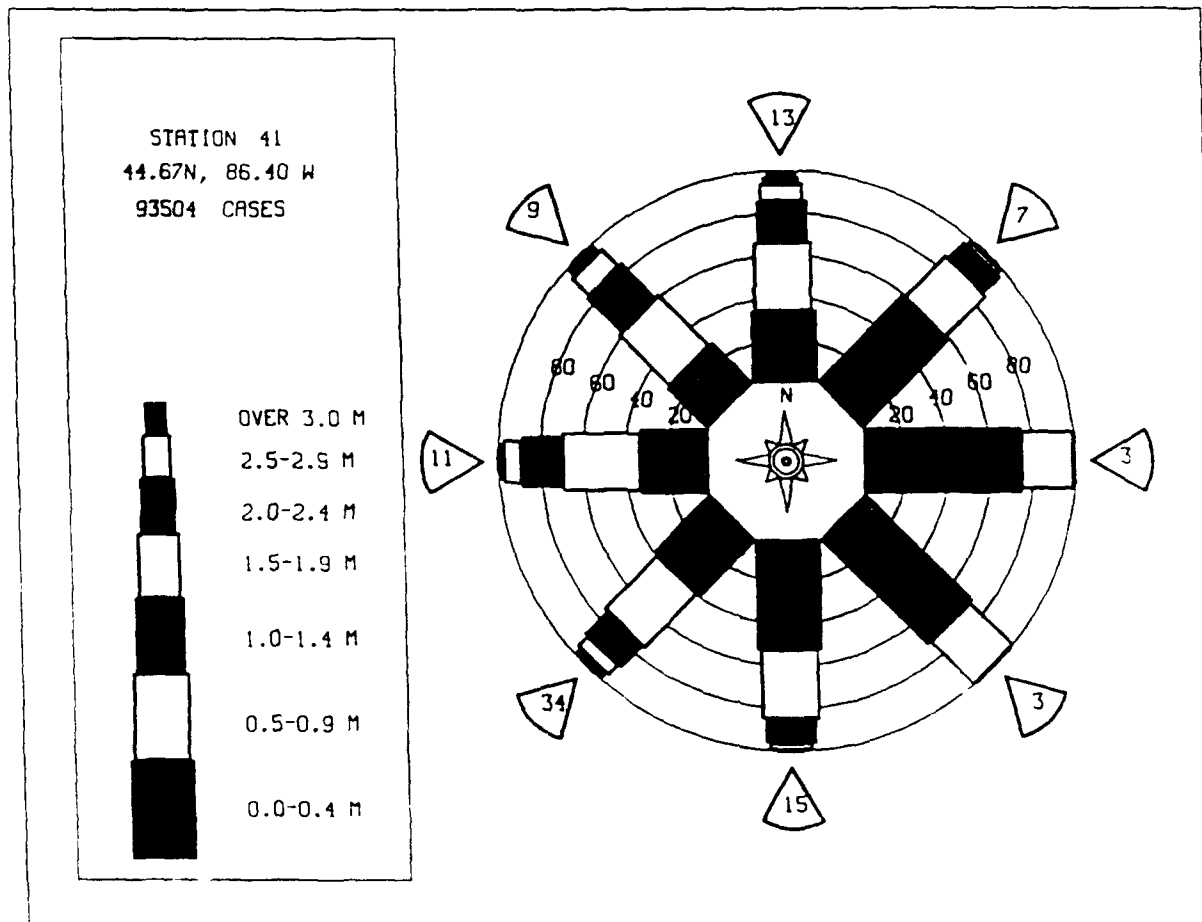 STATION 41
44.67N, 86.40 W
93504 CASES
OVER 3.0 M
2.5-2.9 M
2.0-2.4 M
1.5-1.9 M
1.0-1.4 M
0.5-0.9 M
0.0-0.4 M
13
9
7
80
60
40
20
N
20
40
60
80
11
3
34
3
15